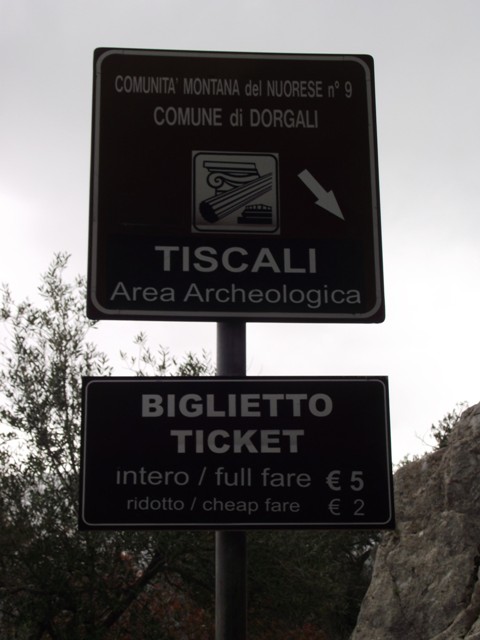 COMUNITA' MONTANA del NUORESE n° 9
COMUNE di DORGALI
TISCALI
Area Archeologica
BIGLIETTO
TICKET
intero / full fare € 5
ridotto / cheap fare € 2